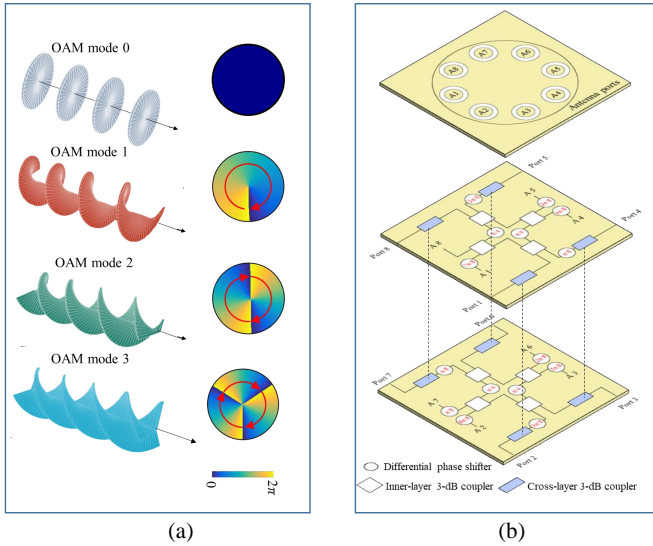 OAM mode 0
OAM mode 1
OAM mode 2
OAM mode 3
0
2π
(a)
A7
A6
A8
A5
A1
A4
A2
A3
Antenna ports
Port 5
A 5
A 4
Port 4
Port 8
A 8
A 1
Port 1
Port 6
Port 7
A 6
A 3
A 7
A 2
Port 3
Port 2
Differential phase shifter
Inner-layer 3-dB coupler
Cross-layer 3-dB coupler
(b)